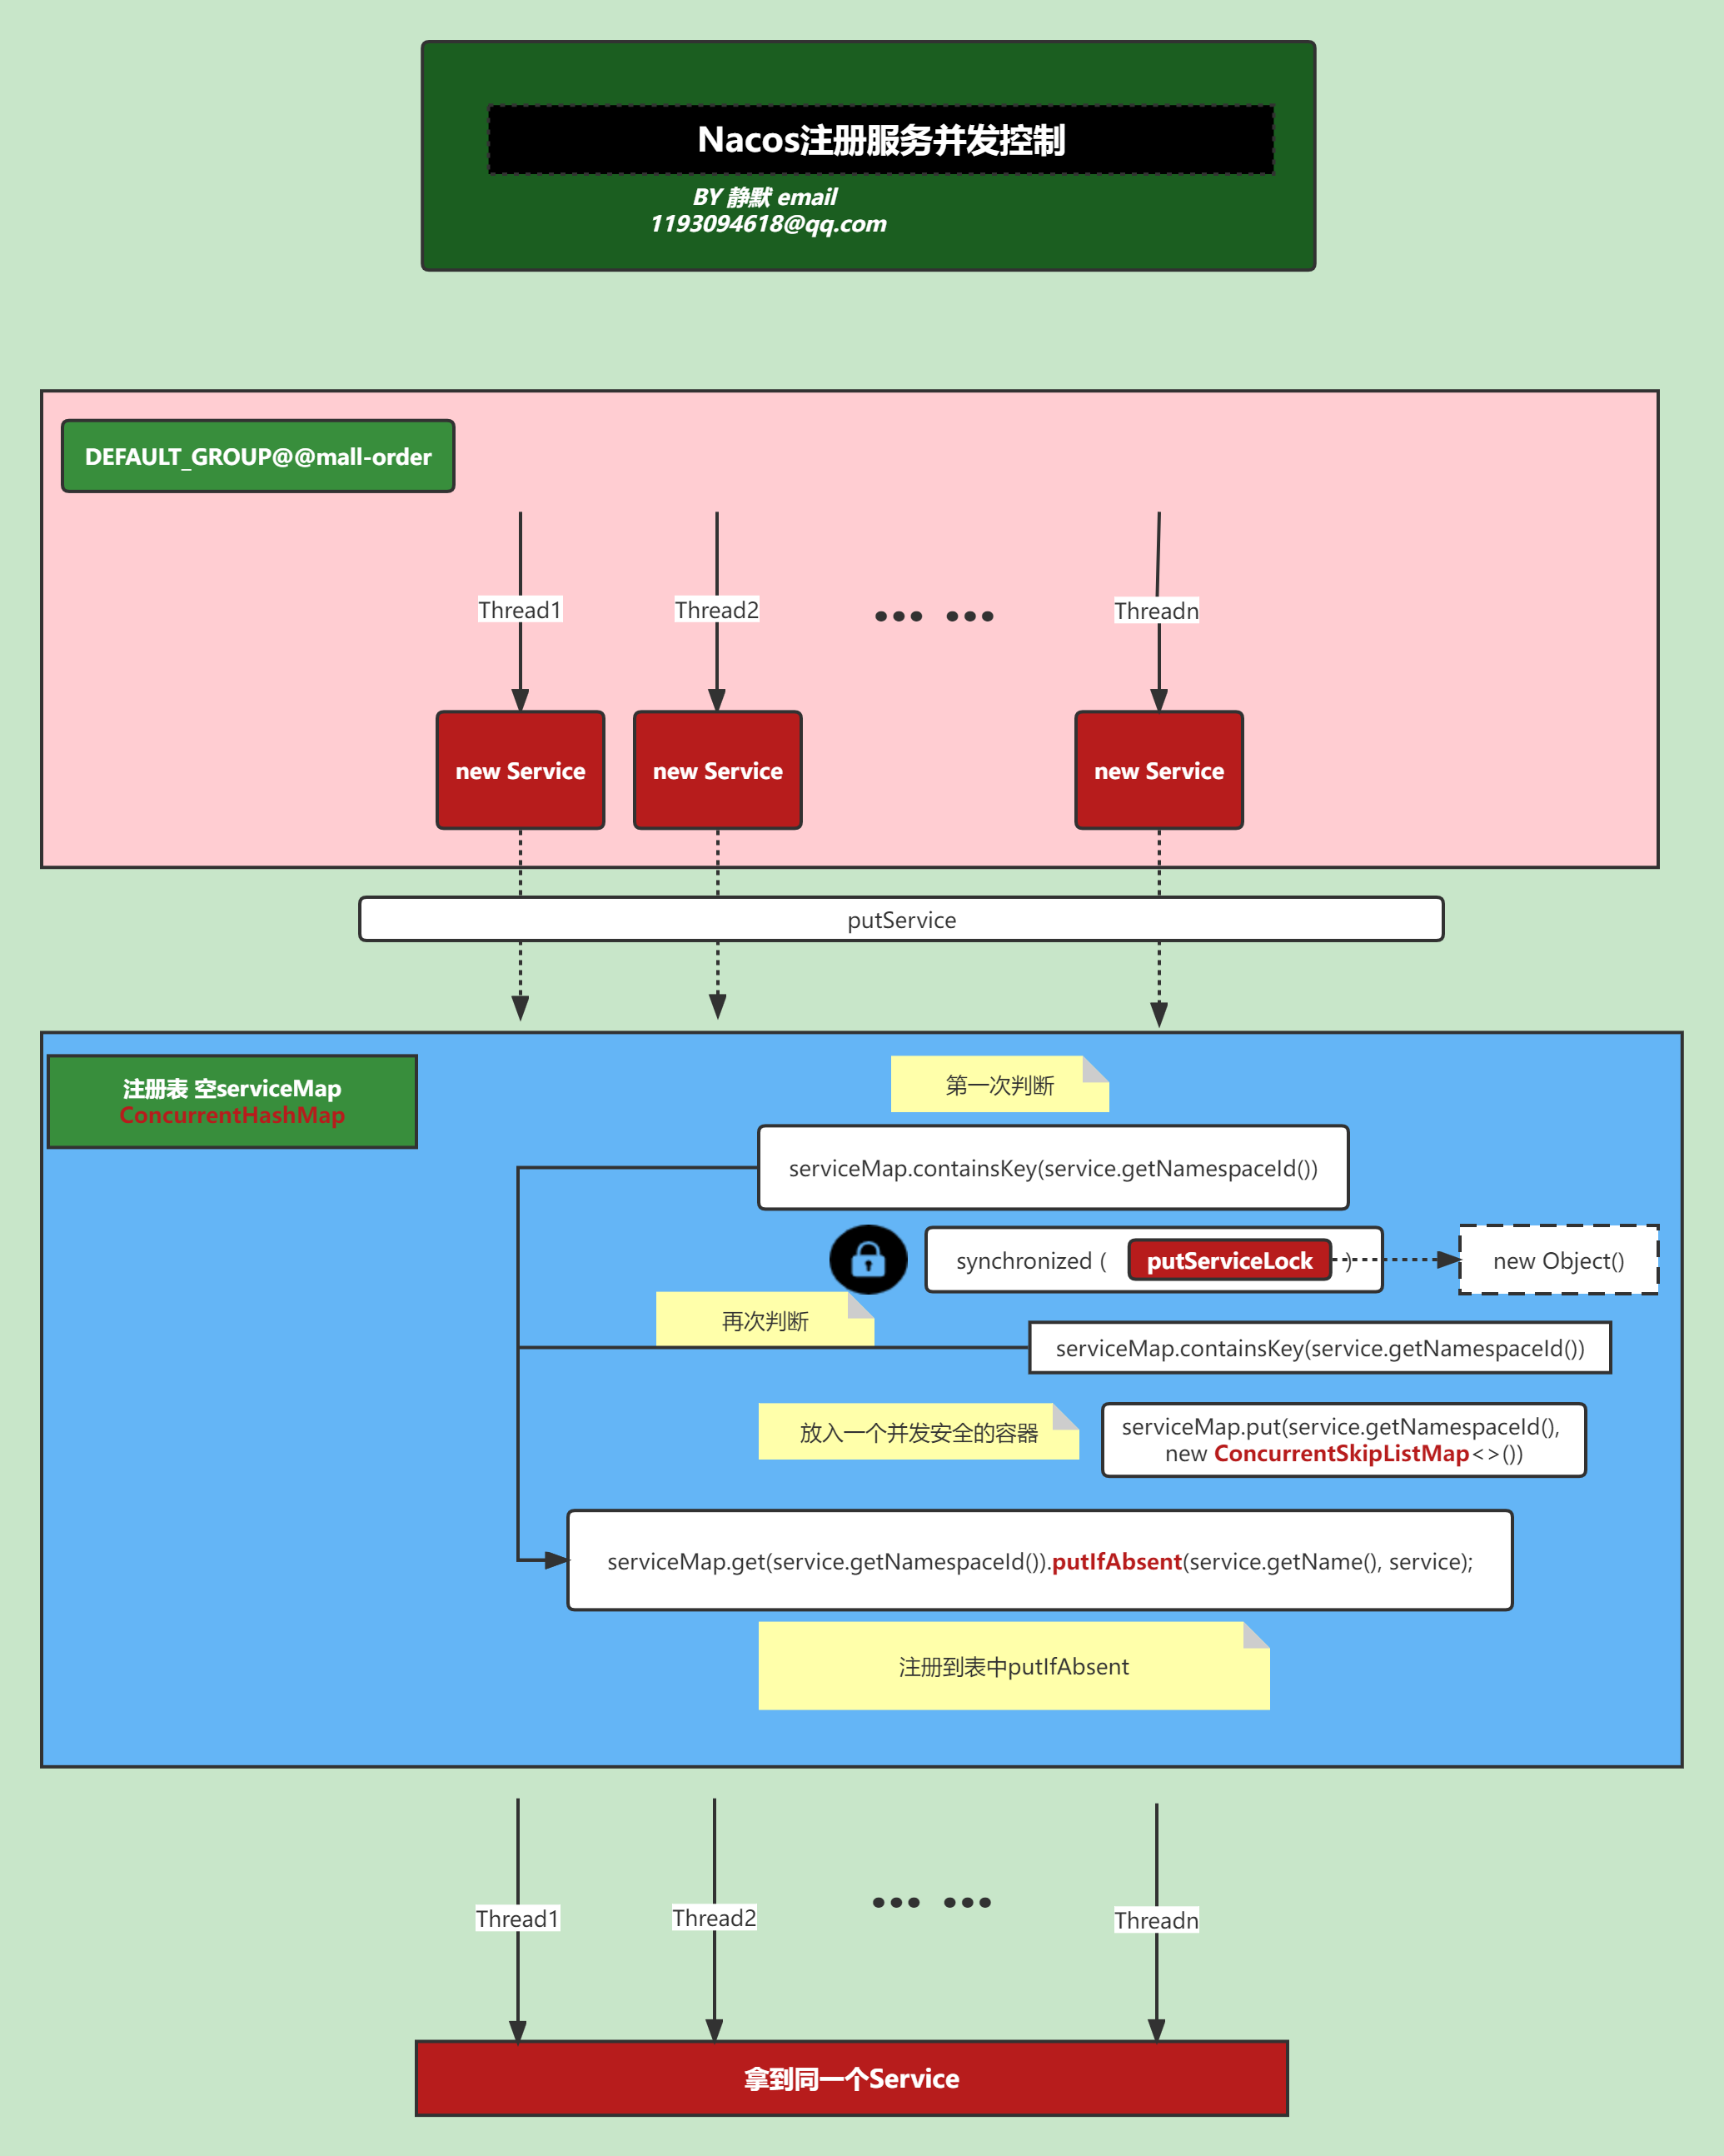 Nacos注册服务并发控制
BY 静默 email
1193094618@qq.com
DEFAULT_GROUP@@mall-order
Thread1
Thread2
••• •••
Threadn
new Service
new Service
new Service
putService
注册表 空serviceMap
ConcurrentHashMap
第一次判断
serviceMap.containsKey(service.getNamespaceId())
synchronized ( putServiceLock )
new Object()
再次判断
serviceMap.containsKey(service.getNamespaceId())
放入一个并发安全的容器
serviceMap.put(service.getNamespaceId(),
new ConcurrentSkipListMap<>())
serviceMap.get(service.getNamespaceId()).putIfAbsent(service.getName(), service);
注册到表中putIfAbsent
Thread1
Thread2
••• •••
Threadn
拿到同一个Service